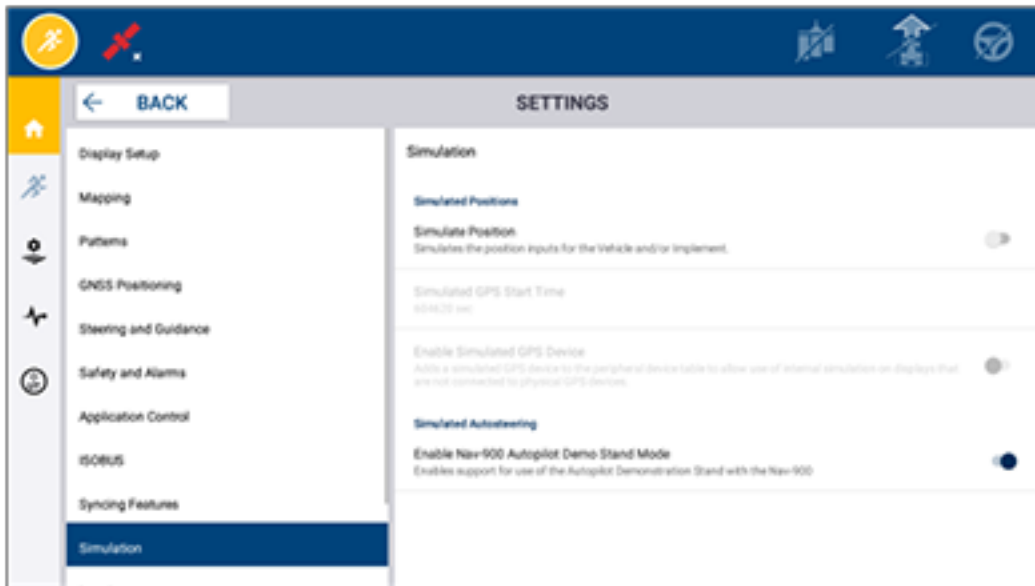 BACK
SETTINGS
Display Setup
Mapping
Patterns
GNSS Positioning
Steering and Guidance
Safety and Alarms
Application Control
ISOBUS
Syncing Features
Simulation
Simulation
Simulated Positions
Simulate Position
Simulates the position inputs for the Vehicle and/or Implement.
Simulated GPS Start Time
604620 sec
Enable Simulated GPS Device
Adds a simulated GPS device to the peripheral device table to allow use of internal simulation on displays that
are not connected to physical GPS devices.
Simulated Autosteering
Enable Nav-900 Autopilot Demo Stand Mode
Enables support for use of the Autopilot Demonstration Stand with the Nav-900